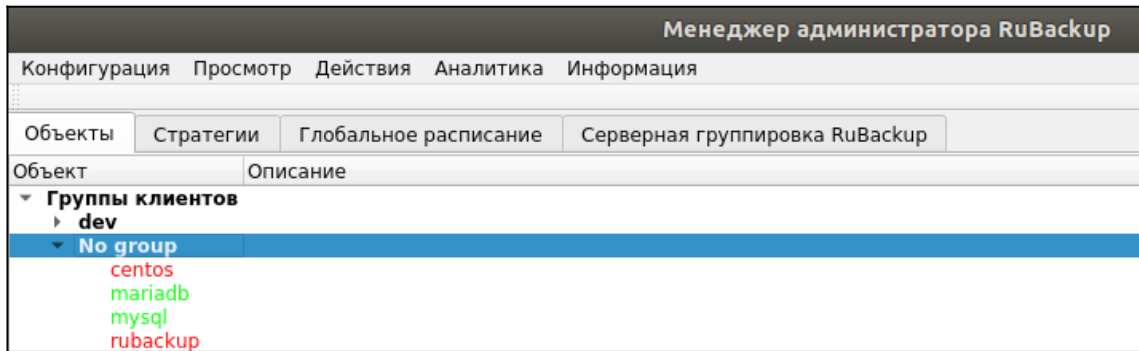 Менеджер администратора RuBackup
Конфигурация Просмотр Действия Аналитика Информация
Объекты Стратегии Глобальное расписание Серверная группировка RuBackup
Объект Описание
Группы клиентов
dev
No group
centos
mariadb
mysql
rubackup